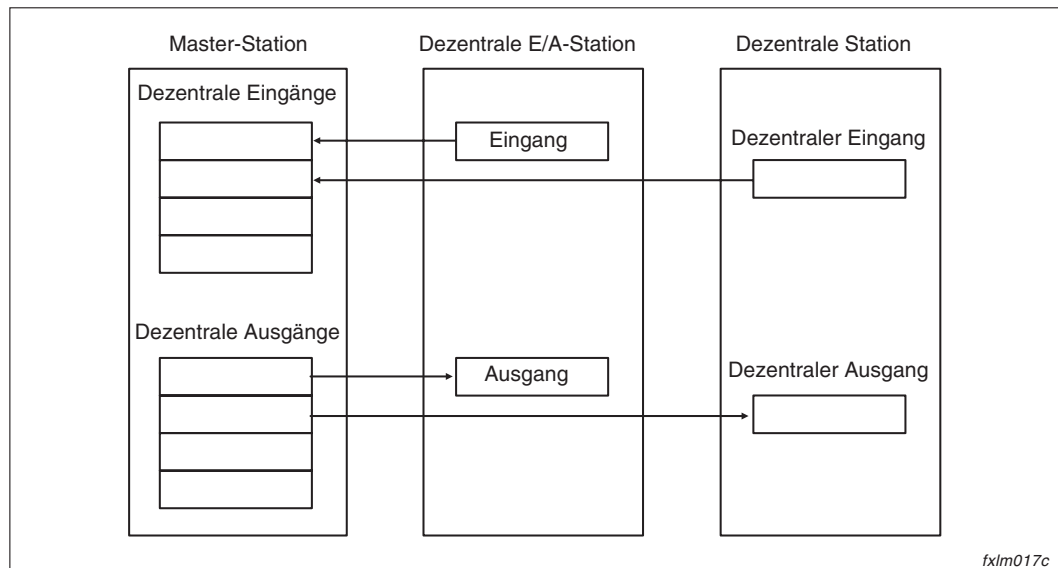 Master-Station
Dezentrale E/A-Station
Dezentrale Station
Dezentrale Eingänge
Eingang
Dezentraler Eingang
Dezentrale Ausgänge
Ausgang
Dezentraler Ausgang
fxlm017c